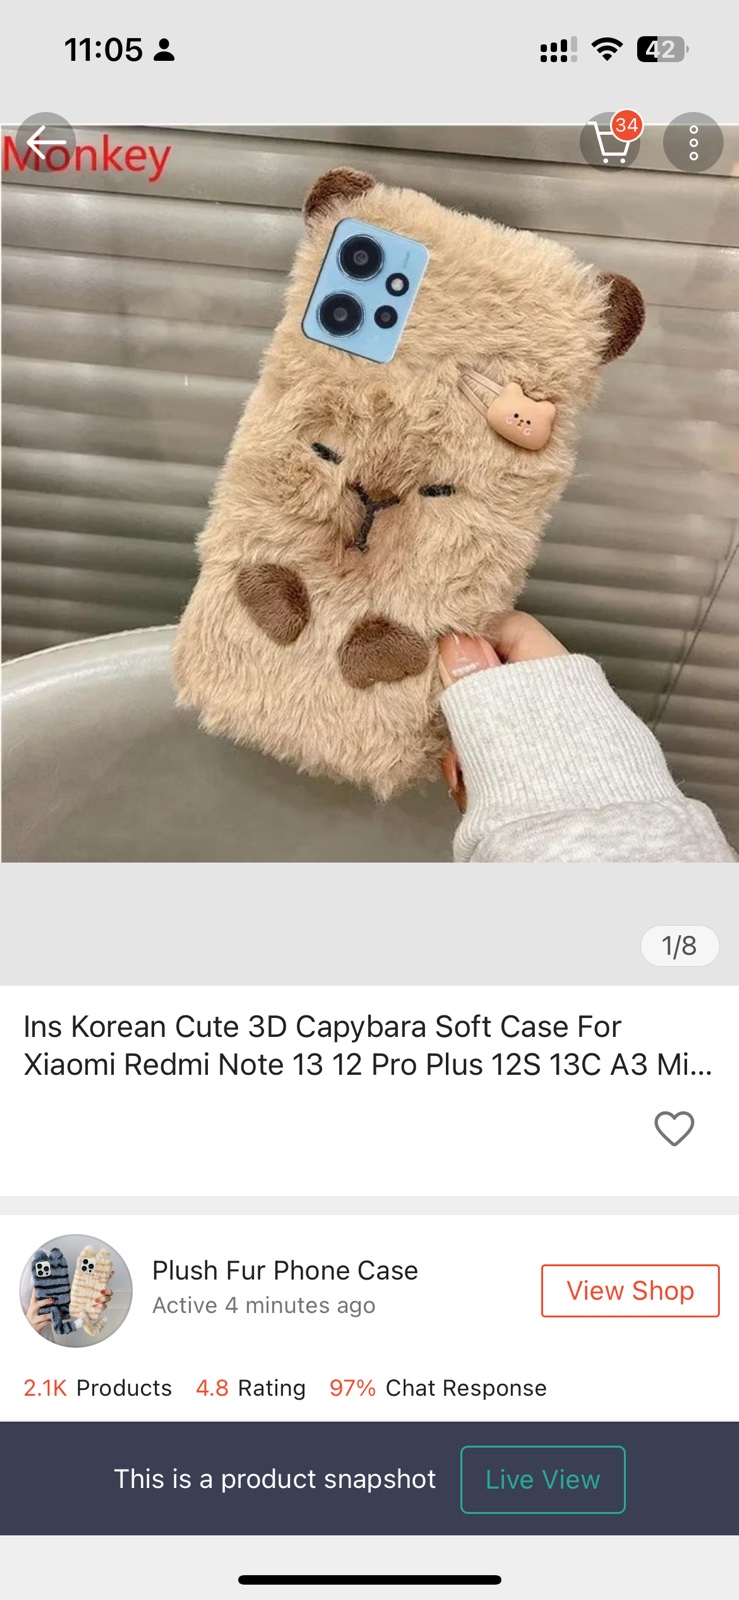 11:05
42
Monkey
34
1/8
Ins Korean Cute 3D Capybara Soft Case For
Xiaomi Redmi Note 13 12 Pro Plus 12S 13C A3 Mi...
Plush Fur Phone Case
Active 4 minutes ago
View Shop
2.1K Products 4.8 Rating 97% Chat Response
This is a product snapshot
Live View